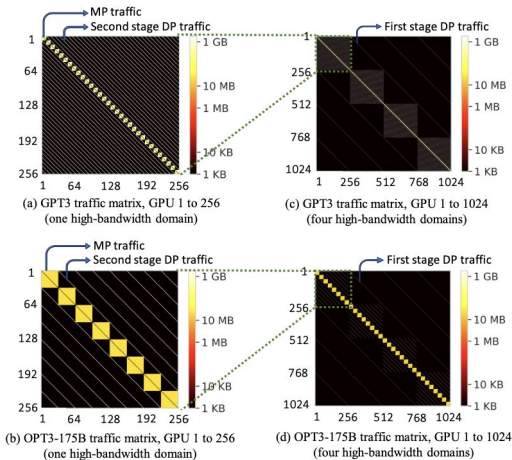 MP traffic
Second stage DP traffic
First stage DP traffic
1
64
128
192
256
1 64 128 192 256
1 GB
10 MB
1 MB
10 KB
1 KB
1
256
512
768
1024
1 256 512 768 1024
1 GB
10 MB
1 MB
10 KB
1 KB
(a) GPT3 traffic matrix, GPU 1 to 256
(one high-bandwidth domain)
(c) GPT3 traffic matrix, GPU 1 to 1024
(four high-bandwidth domains)
MP traffic
Second stage DP traffic
First stage DP traffic
1
64
128
192
256
1 64 128 192 256
1 GB
10 MB
1 MB
10 KB
1 KB
1
256
512
768
1024
1 256 512 768 1024
1 GB
10 MB
1 MB
10 KB
1 KB
(b) OPT3-175B traffic matrix, GPU 1 to 256
(one high-bandwidth domain)
(d) OPT3-175B traffic matrix, GPU 1 to 1024
(four high-bandwidth domains)